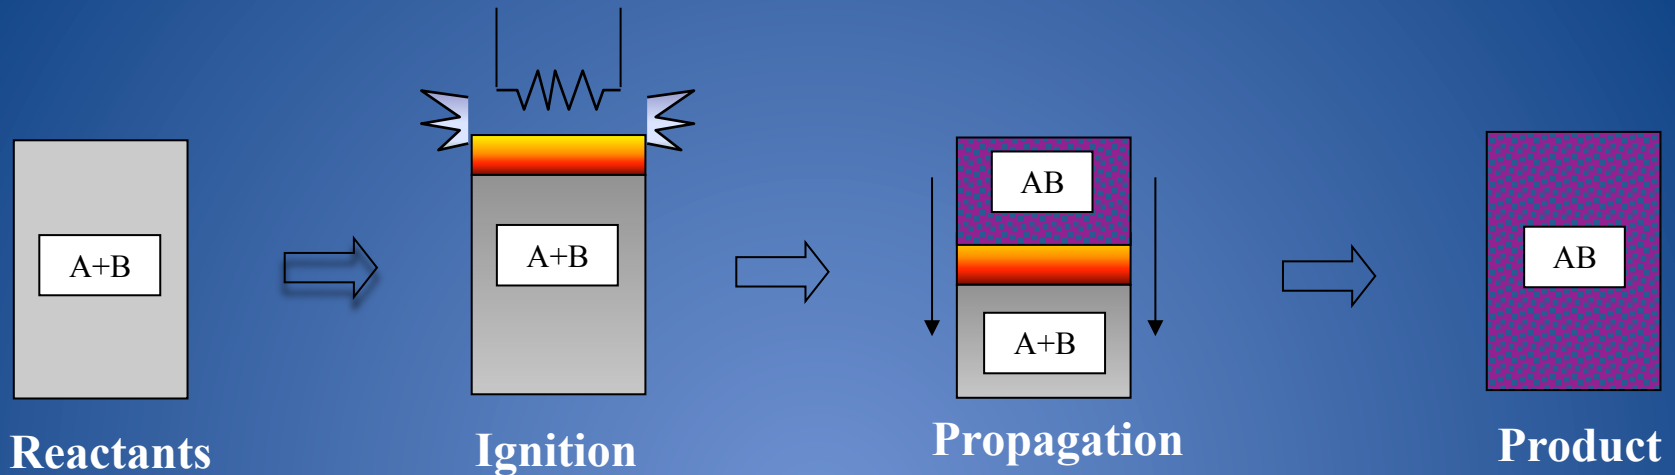 A+B
A+B
AB
A+B
AB
Reactants
Ignition
Propagation
Product